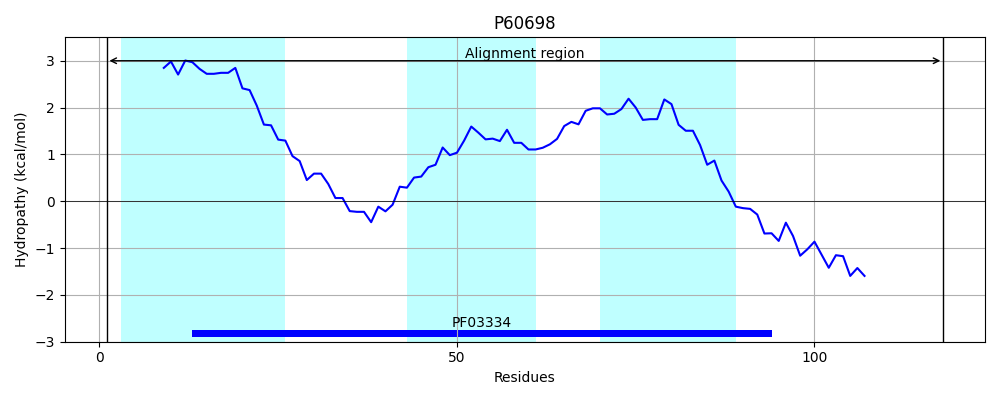 P60698
Alignment region
3
2
1
0
−1
−2
−3
Hydropathy (kcal/mol)
PF03334
0
50
100
Residues